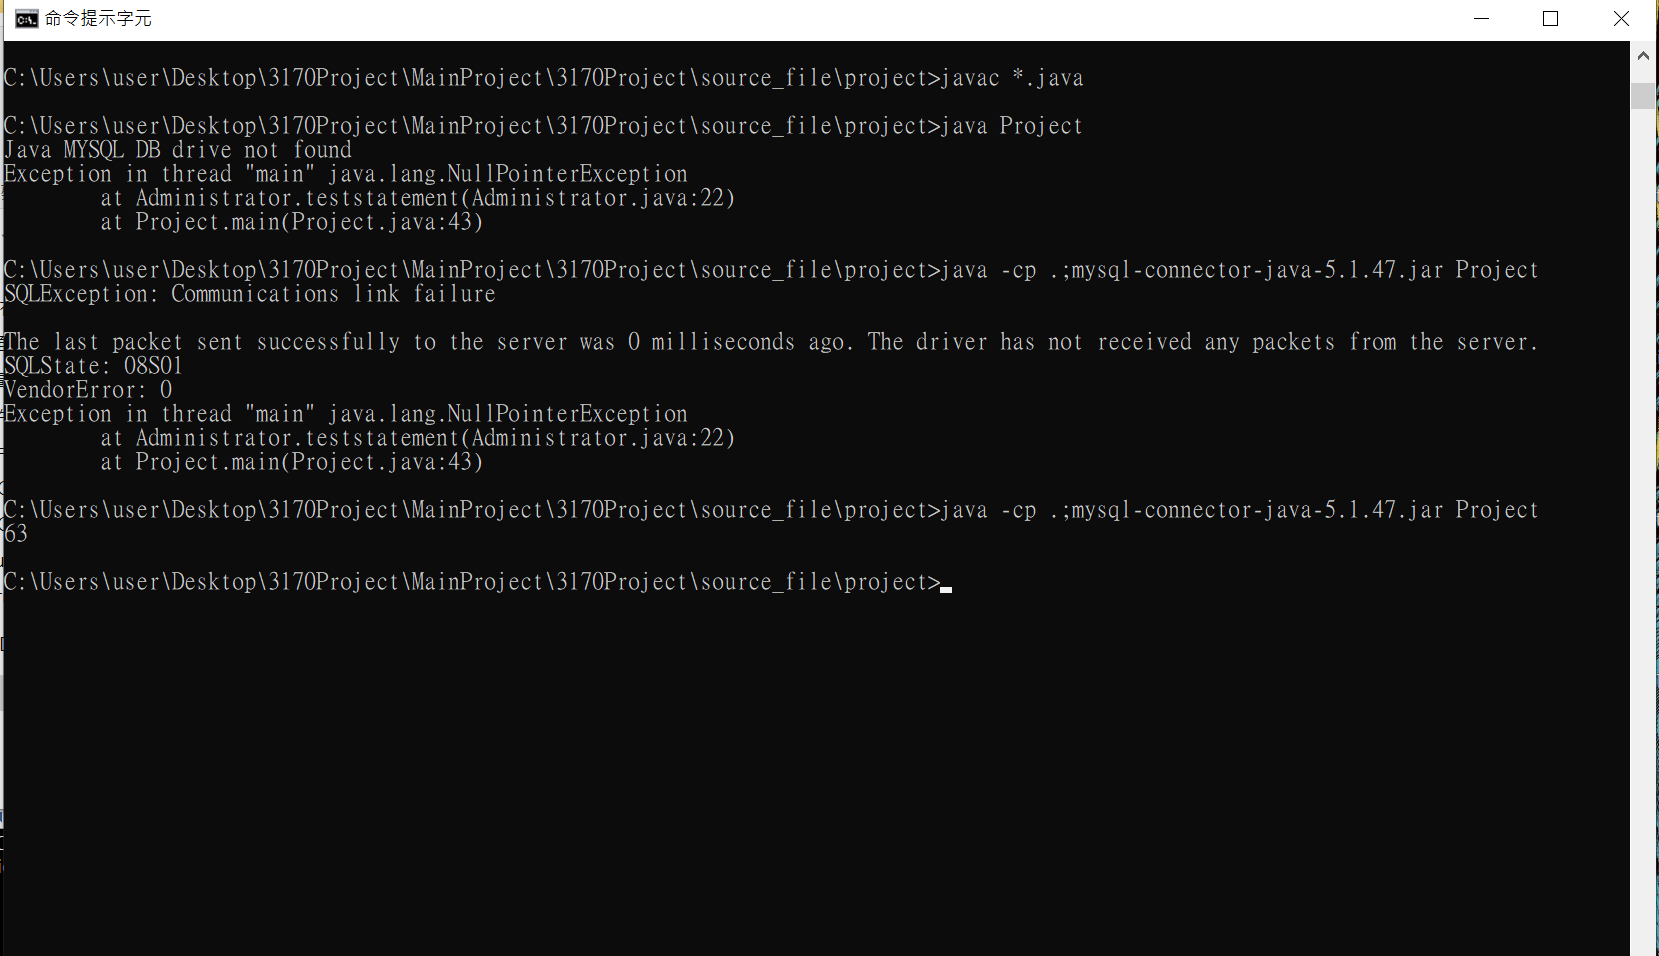 命令提示字元
C:\Users\user\Desktop\3170Project\MainProject\3170Project\source_file\project>javac *.java
C:\Users\user\Desktop\3170Project\MainProject\3170Project\source_file\project>java Project
Java MYSQL DB drive not found
Exception in thread "main" java.lang.NullPointerException
at Administrator.teststatement(Administrator.java:22)
at Project.main(Project.java:43)
C:\Users\user\Desktop\3170Project\MainProject\3170Project\source_file\project>java -cp .;mysql-connector-java-5.1.47.jar Project
SQLException: Communications link failure
The last packet sent successfully to the server was 0 milliseconds ago. The driver has not received any packets from the server.
SQLState: 08S01
VendorError: 0
Exception in thread "main" java.lang.NullPointerException
at Administrator.teststatement(Administrator.java:22)
at Project.main(Project.java:43)
C:\Users\user\Desktop\3170Project\MainProject\3170Project\source_file\project>java -cp .;mysql-connector-java-5.1.47.jar Project
63
C:\Users\user\Desktop\3170Project\MainProject\3170Project\source_file\project>